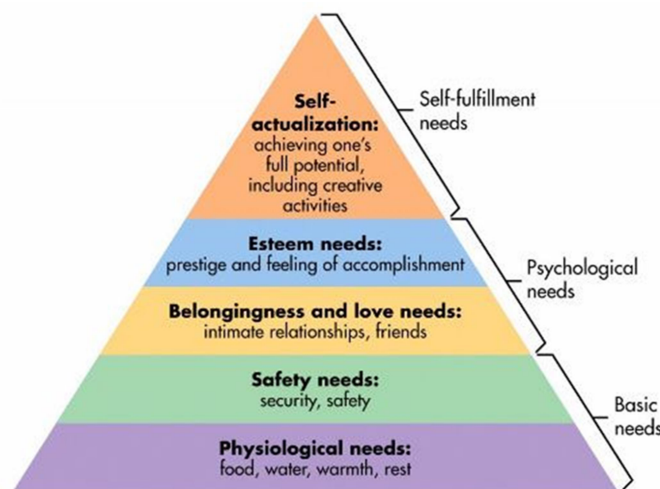 Self-
actualization:
achieving one's
full potential,
including creative
activities
Self-fulfillment
needs
Esteem needs:
prestige and feeling of accomplishment
Belongingness and love needs:
intimate relationships, friends
Psychological
needs
Safety needs:
security, safety
Physiological needs:
food, water, warmth, rest
Basic
needs